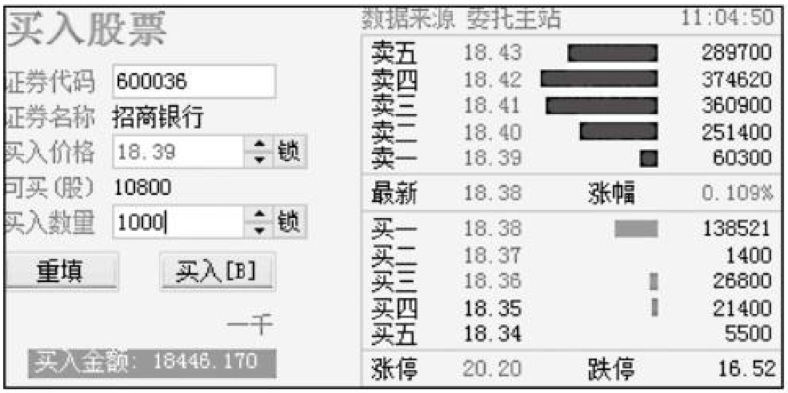 买入股票
证券代码 600036
证券名称 招商银行
买入价格 18.39 锁
可买(股) 10800
买入数量 1000 锁
重填 买入[B]
一千
买入金额: 18446.170
数据来源 委托主站 11:04:50
卖五 18.43 289700
卖四 18.42 374620
卖三 18.41 360900
卖二 18.40 251400
卖一 18.39 60300
最新 18.38 涨幅 0.109%
买一 18.38 138521
买二 18.37 1400
买三 18.36 26800
买四 18.35 21400
买五 18.34 5500
涨停 20.20 跌停 16.52